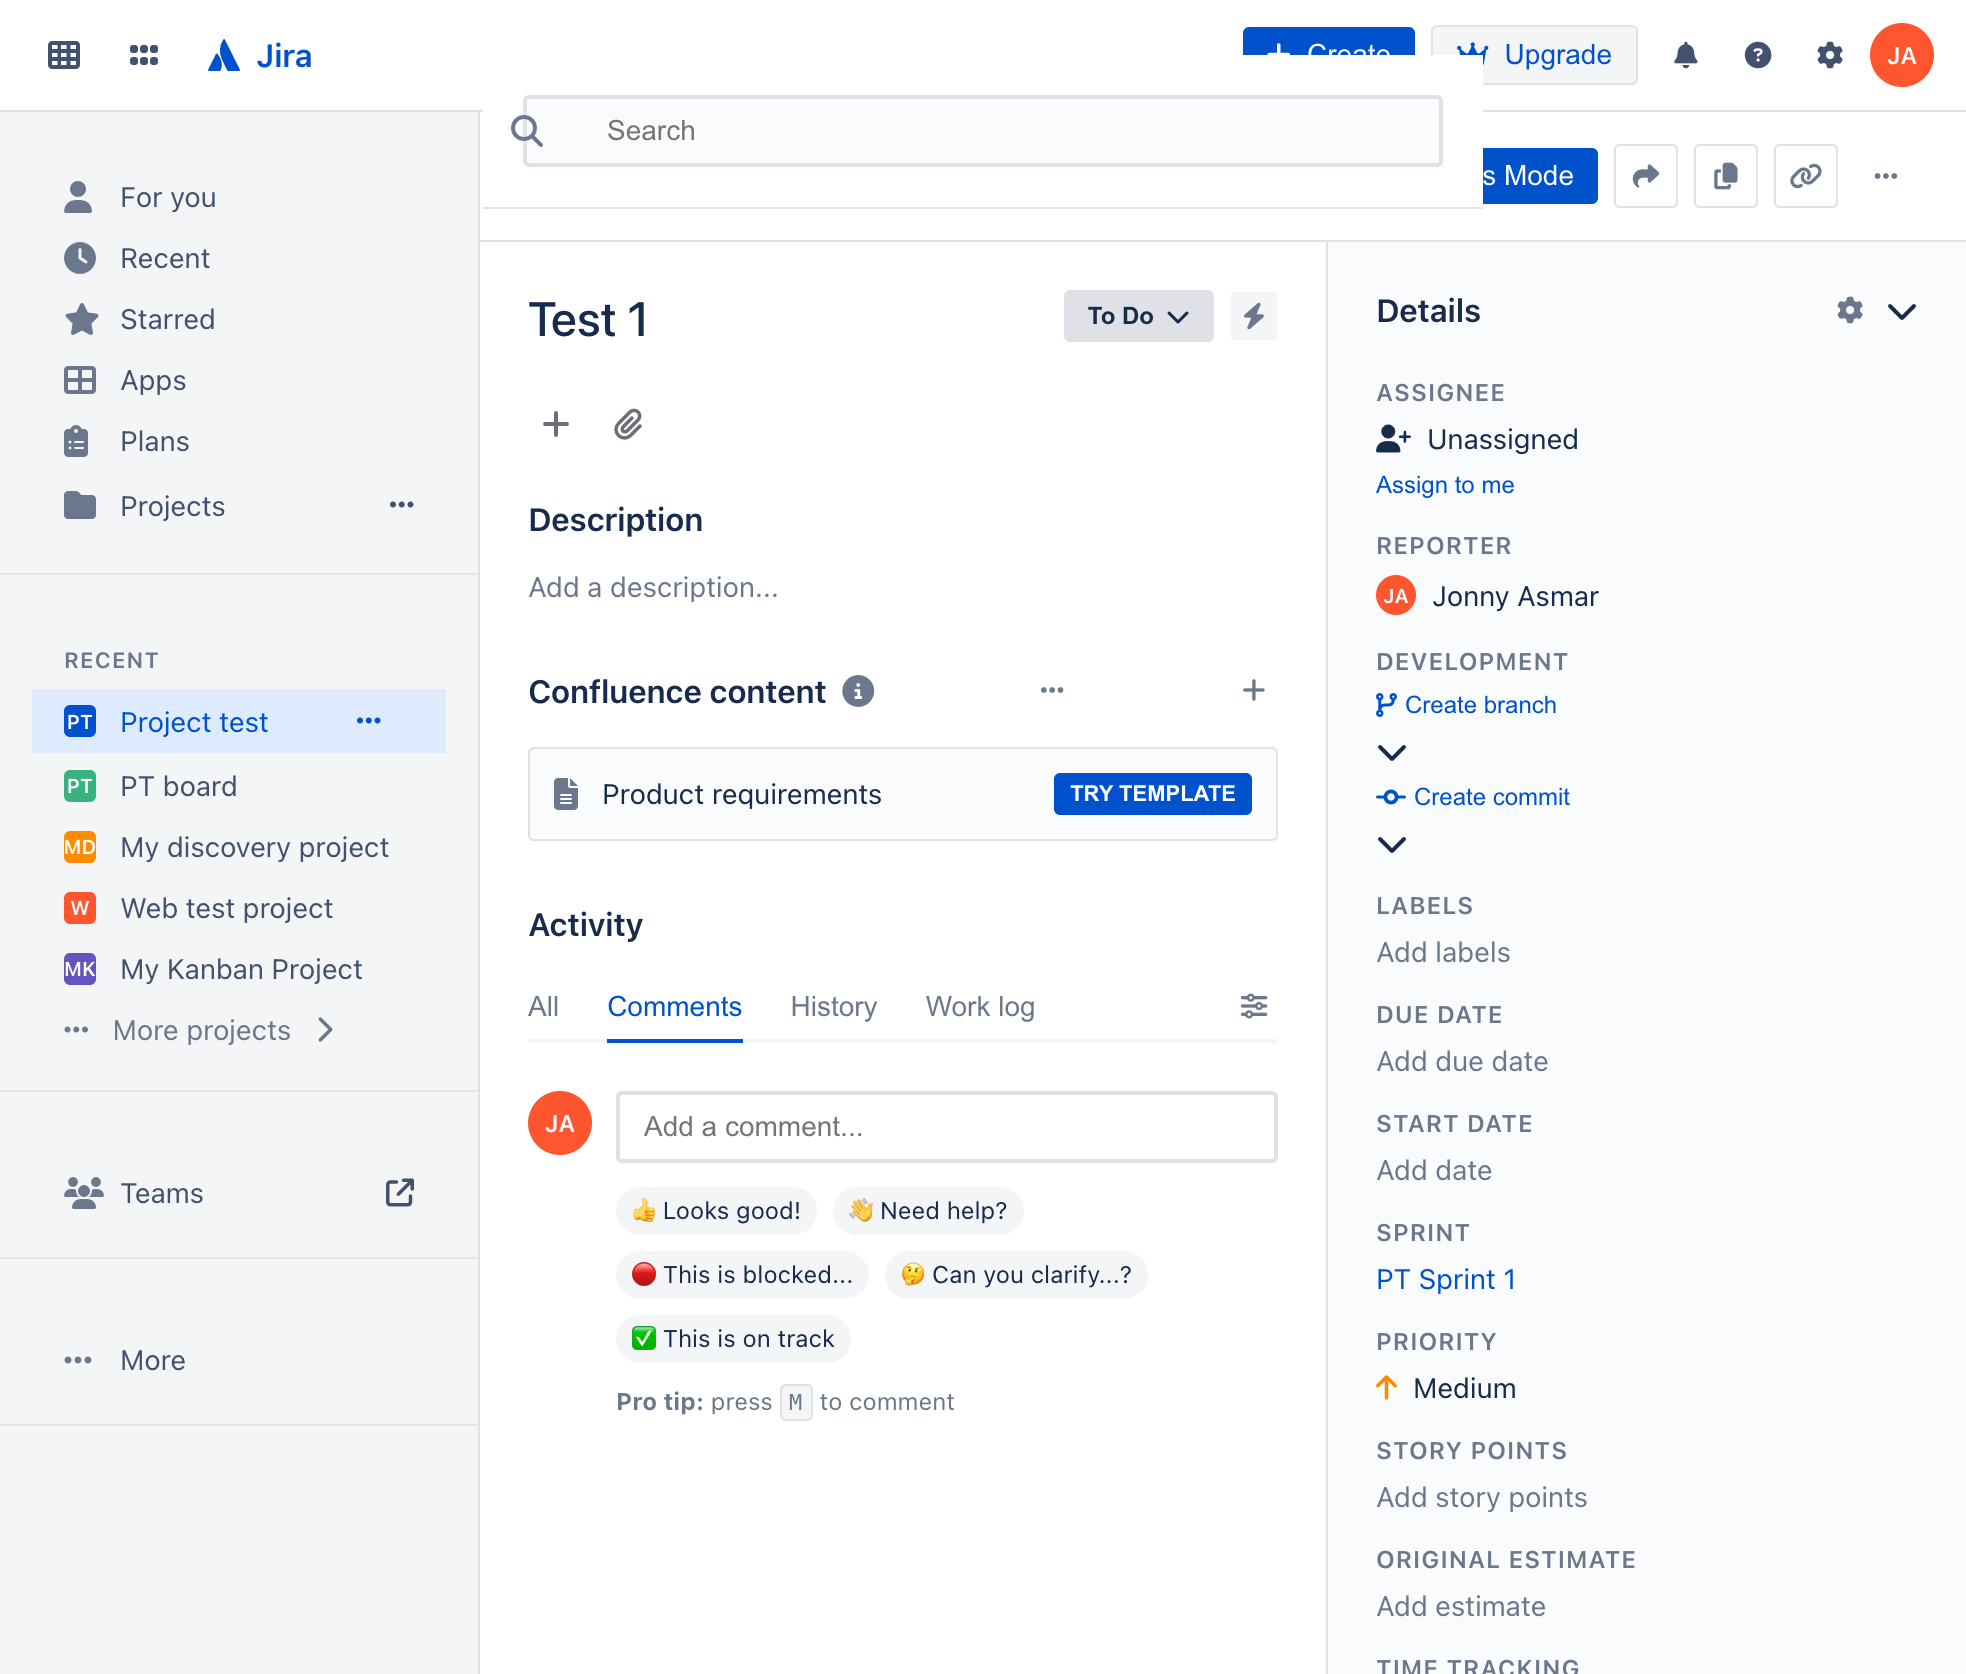 Jira
Create
Upgrade
JA
Search
s Mode
For you
Recent
Starred
Apps
Plans
Projects
RECENT
PT Project test
PT PT board
MD My discovery project
W Web test project
MK My Kanban Project
More projects
Teams
More
Test 1
To Do
Description
Add a description...
Confluence content
Product requirements
TRY TEMPLATE
Activity
All Comments History Work log
JA
Add a comment...
👍 Looks good! 👋 Need help?
🔴 This is blocked... 🤔 Can you clarify...?
✅ This is on track
Pro tip: press M to comment
Details
ASSIGNEE
Unassigned
Assign to me
REPORTER
JA Jonny Asmar
DEVELOPMENT
Create branch
Create commit
LABELS
Add labels
DUE DATE
Add due date
START DATE
Add date
SPRINT
PT Sprint 1
PRIORITY
Medium
STORY POINTS
Add story points
ORIGINAL ESTIMATE
Add estimate
TIME TRACKING